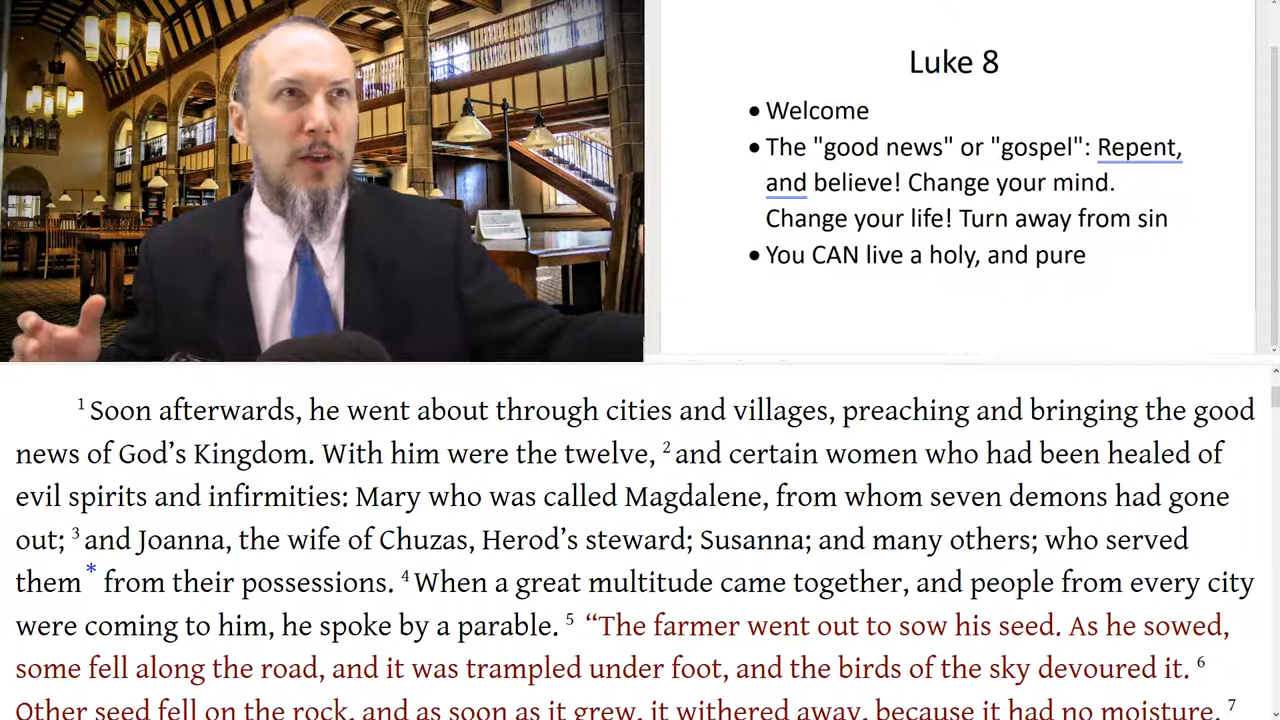 Luke 8
• Welcome
• The "good news" or "gospel": Repent,
and believe! Change your mind.
Change your life! Turn away from sin
• You CAN live a holy, and pure
1 Soon afterwards, he went about through cities and villages, preaching and bringing the good
news of God’s Kingdom. With him were the twelve, 2 and certain women who had been healed of
evil spirits and infirmities: Mary who was called Magdalene, from whom seven demons had gone
out; 3 and Joanna, the wife of Chuzas, Herod’s steward; Susanna; and many others; who served
them* from their possessions. 4 When a great multitude came together, and people from every city
were coming to him, he spoke by a parable. 5 “The farmer went out to sow his seed. As he sowed,
some fell along the road, and it was trampled under foot, and the birds of the sky devoured it. 6
Other seed fell on the rock, and as soon as it grew, it withered away, because it had no moisture. 7